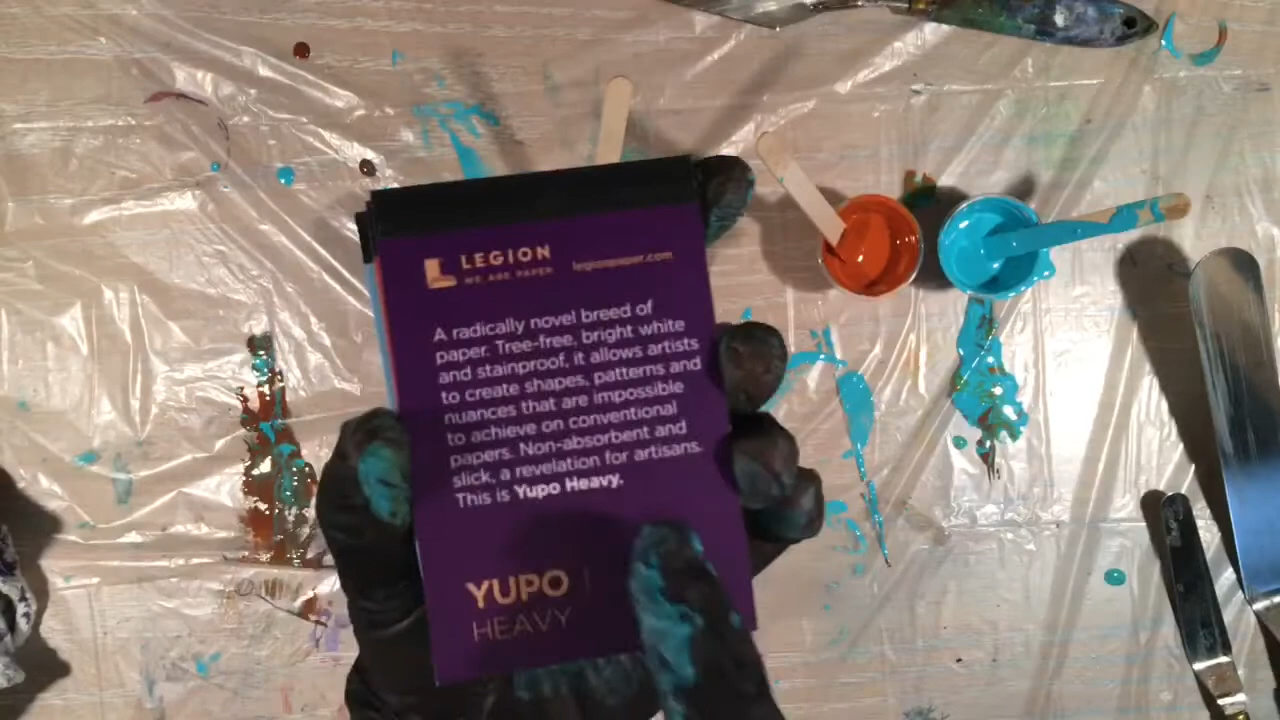 LEGION
WE ARE PAPER
legionpaper.com
A radically novel breed of
paper. Tree-free, bright white
and stainproof, it allows artists
to create shapes, patterns and
nuances that are impossible
to achieve on conventional
papers. Non-absorbent and
slick, a revelation for artisans.
This is Yupo Heavy.
YUPO
HEAVY